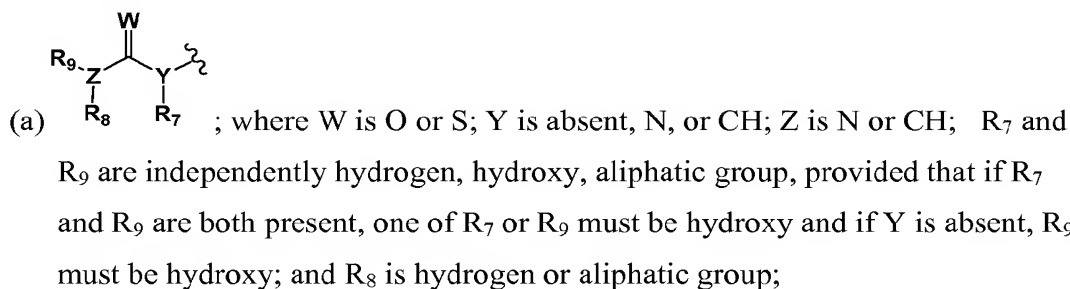 W
R₉ Z Y
R₈ R₇
(a) ; where W is O or S; Y is absent, N, or CH; Z is N or CH; R₇ and
R₉ are independently hydrogen, hydroxy, aliphatic group, provided that if R₇
and R₉ are both present, one of R₇ or R₉ must be hydroxy and if Y is absent, R₉
must be hydroxy; and R₈ is hydrogen or aliphatic group;